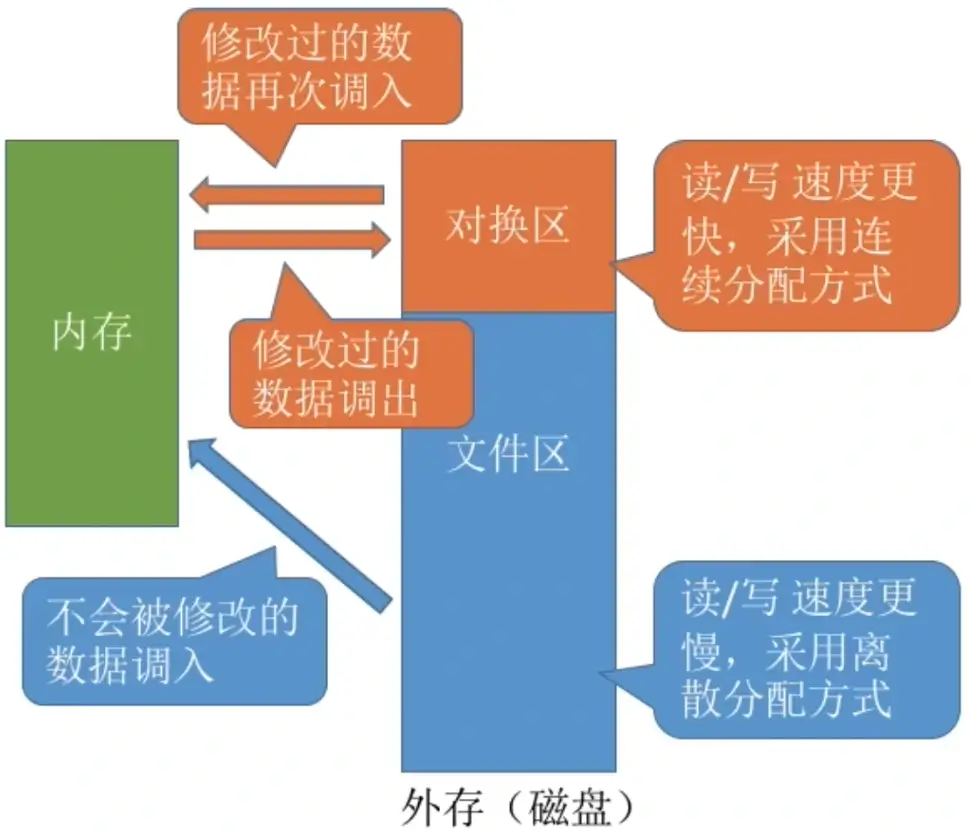 修改过的数
据再次调入
内存
对换区
读/写 速度更
快，采用连
续分配方式
修改过的
数据调出
文件区
不会被修改的
数据调入
读/写 速度更
慢，采用离
散分配方式
外存（磁盘）